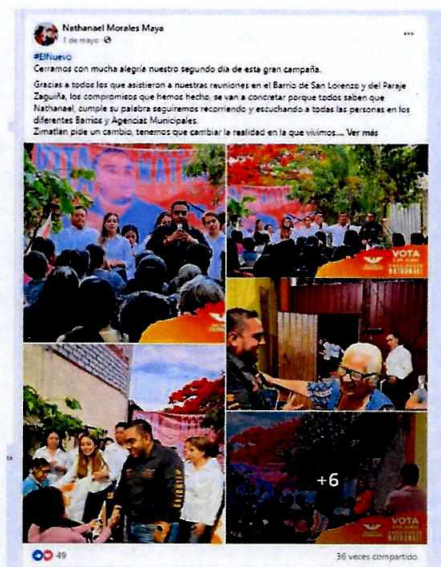 Nathanael Morales Maya
1 de mayo
#ElNuevo
Cerramos con mucha alegría nuestro segundo día de esta gran campaña.
Gracias a todos los que asistieron a nuestras reuniones en el Barrio de San Lorenzo y del Paraje
Zaguiña, los compromisos que hemos hecho, se van a concretar porque todos saben que
Nathanael, cumple su palabra seguiremos recorriendo y escuchando a todas las personas en los
diferentes Barrios y Agencias Municipales.
Zimatlán pide un cambio, tenemos que cambiar la realidad en la que vivimos.... Ver más
VOTA
VOTA
NATHANAEL
+6
VOTA
NATHANAEL
49
36 veces compartido